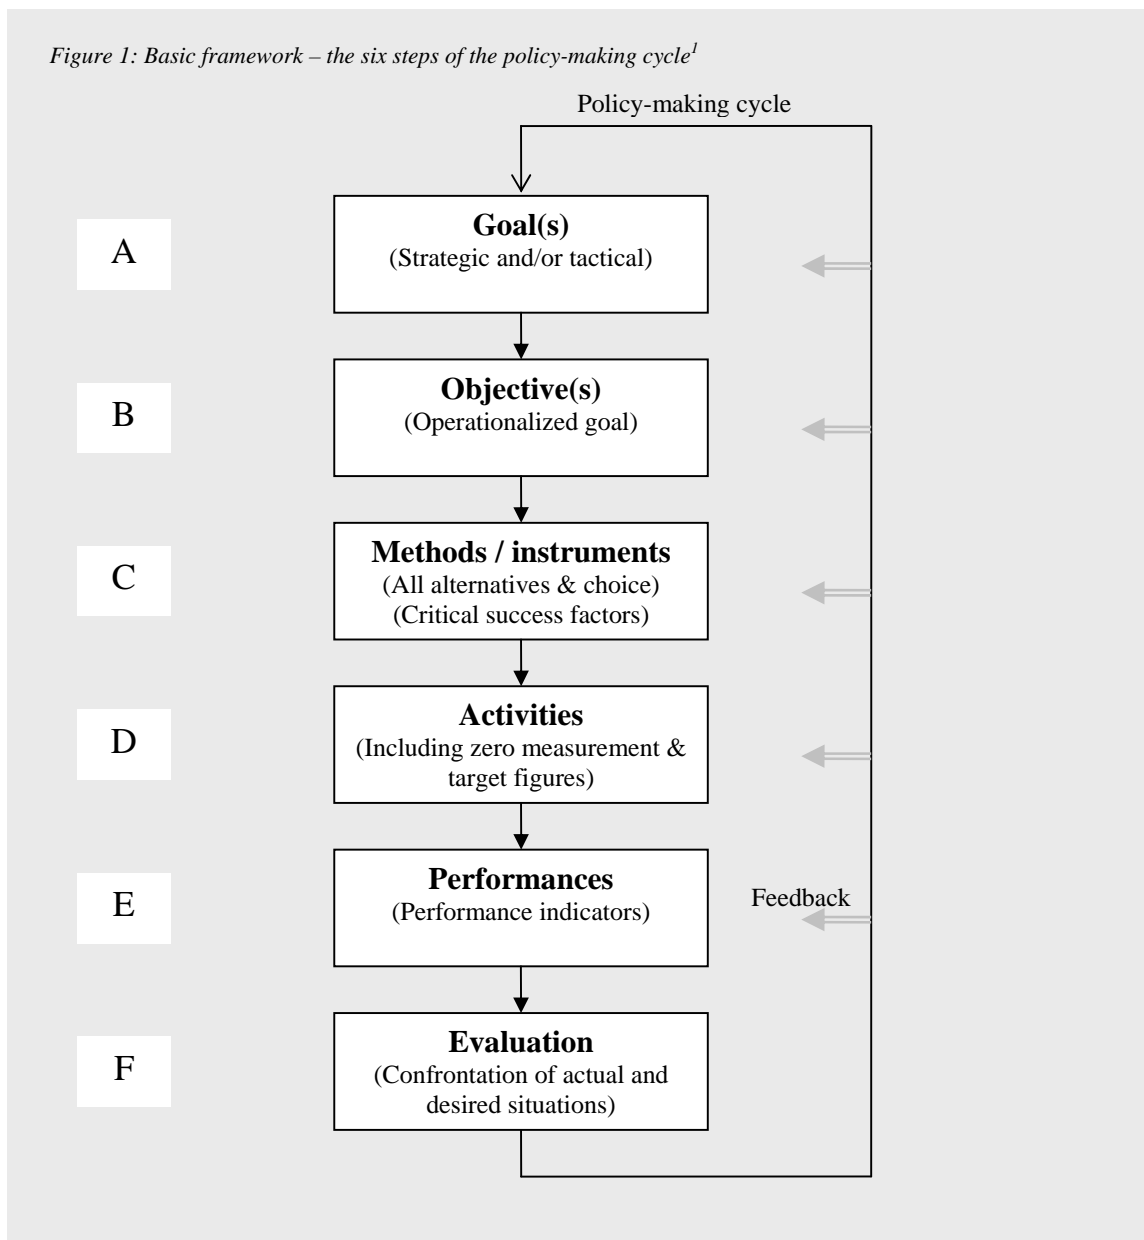 Figure 1: Basic framework – the six steps of the policy-making cycle1
Policy-making cycle
A
Goal(s)
(Strategic and/or tactical)
B
Objective(s)
(Operationalized goal)
C
Methods / instruments
(All alternatives & choice)
(Critical success factors)
D
Activities
(Including zero measurement &
target figures)
E
Performances
(Performance indicators)
Feedback
F
Evaluation
(Confrontation of actual and
desired situations)